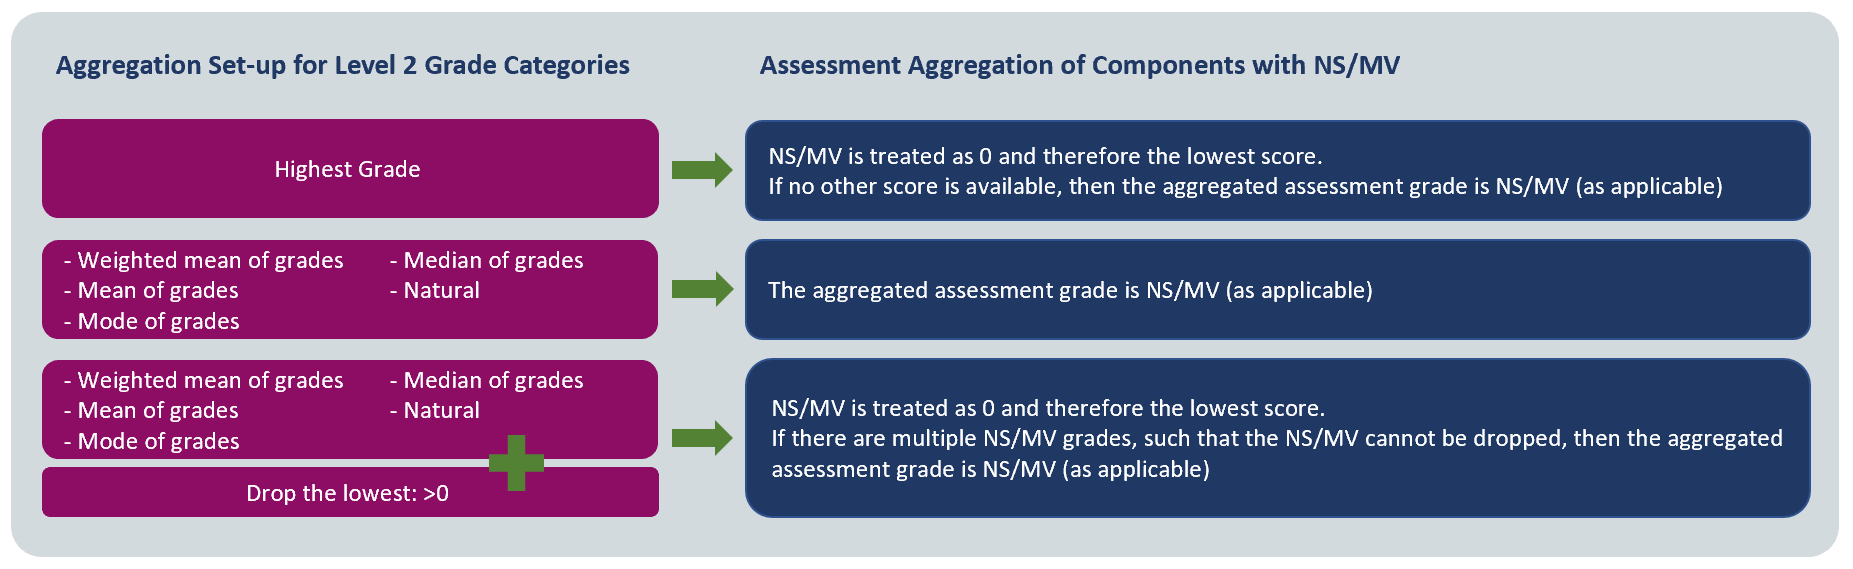 Aggregation Set-up for Level 2 Grade Categories
Assessment Aggregation of Components with NS/MV
Highest Grade
NS/MV is treated as 0 and therefore the lowest score.
If no other score is available, then the aggregated assessment grade is NS/MV (as applicable)
- Weighted mean of grades
- Mean of grades
- Mode of grades
- Median of grades
- Natural
The aggregated assessment grade is NS/MV (as applicable)
- Weighted mean of grades
- Mean of grades
- Mode of grades
- Median of grades
- Natural
Drop the lowest: >0
NS/MV is treated as 0 and therefore the lowest score.
If there are multiple NS/MV grades, such that the NS/MV cannot be dropped, then the aggregated
assessment grade is NS/MV (as applicable)